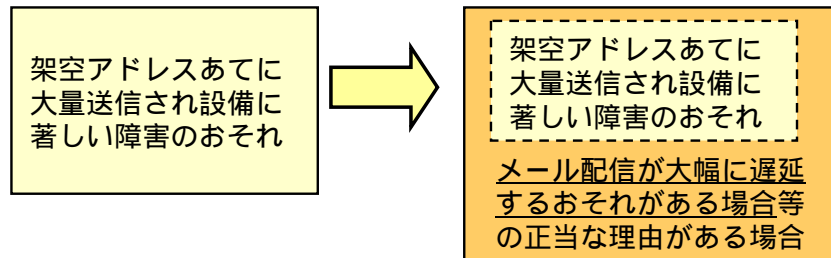 架空アドレスあてに
大量送信され設備に
著しい障害のおそれ
架空アドレスあてに
大量送信され設備に
著しい障害のおそれ
メール配信が大幅に遅延
するおそれがある場合等
の正当な理由がある場合